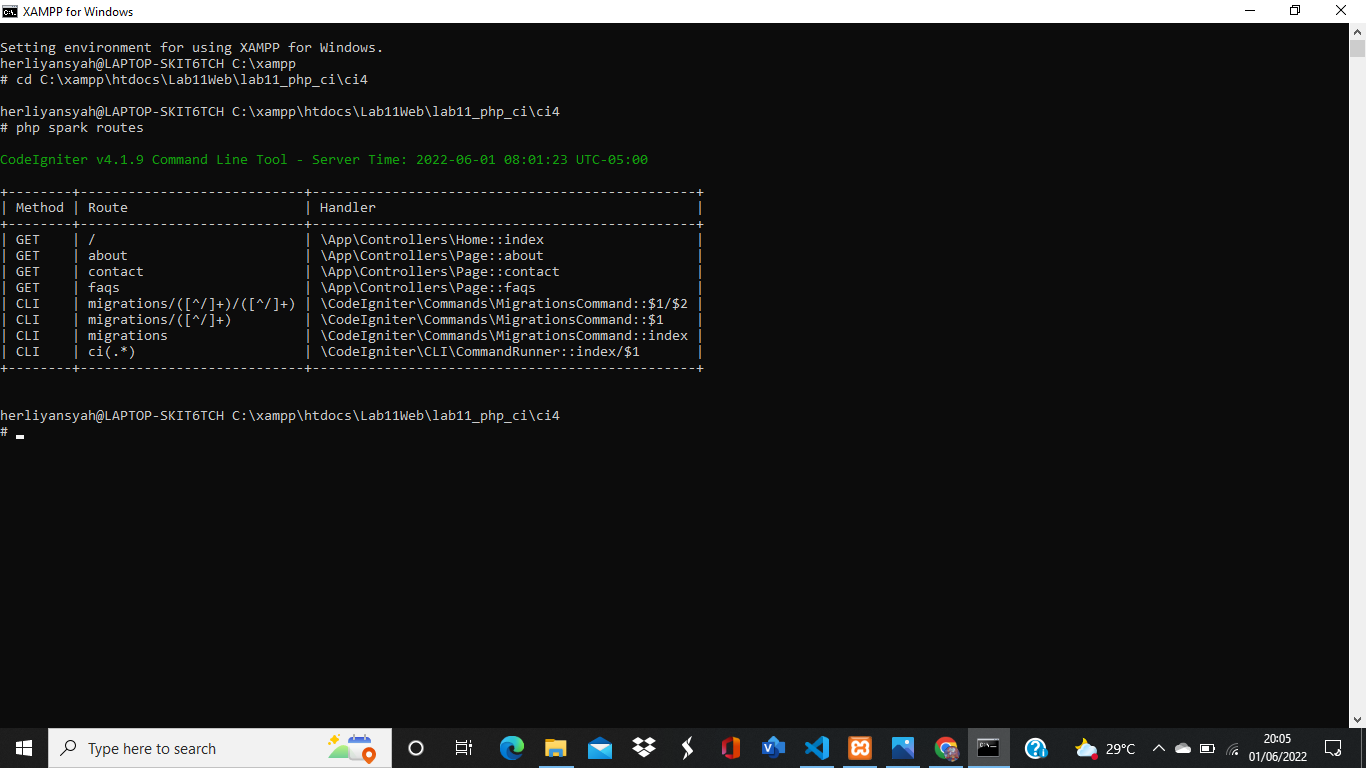 XAMPP for Windows
Setting environment for using XAMPP for Windows.
herliyansyah@LAPTOP-SKIT6TCH C:\xampp
# cd C:\xampp\htdocs\Lab11Web\lab11_php_ci\ci4
herliyansyah@LAPTOP-SKIT6TCH C:\xampp\htdocs\Lab11Web\lab11_php_ci\ci4
# php spark routes
CodeIgniter v4.1.9 Command Line Tool - Server Time: 2022-06-01 08:01:23 UTC-05:00
+--------+----------------------------+------------------------------------------------+
| Method | Route                      | Handler                                        |
+--------+----------------------------+------------------------------------------------+
| GET    | /                          | \App\Controllers\Home::index                   |
| GET    | about                      | \App\Controllers\Page::about                   |
| GET    | contact                    | \App\Controllers\Page::contact                 |
| GET    | faqs                       | \App\Controllers\Page::faqs                    |
| CLI    | migrations/([^/]+)/([^/]+) | \CodeIgniter\Commands\MigrationsCommand::$1/$2 |
| CLI    | migrations/([^/]+)         | \CodeIgniter\Commands\MigrationsCommand::$1    |
| CLI    | migrations                 | \CodeIgniter\Commands\MigrationsCommand::index |
| CLI    | ci(.*)                     | \CodeIgniter\CLI\CommandRunner::index/$1       |
+--------+----------------------------+------------------------------------------------+
herliyansyah@LAPTOP-SKIT6TCH C:\xampp\htdocs\Lab11Web\lab11_php_ci\ci4
#
Type here to search
29°C
20:05
01/06/2022